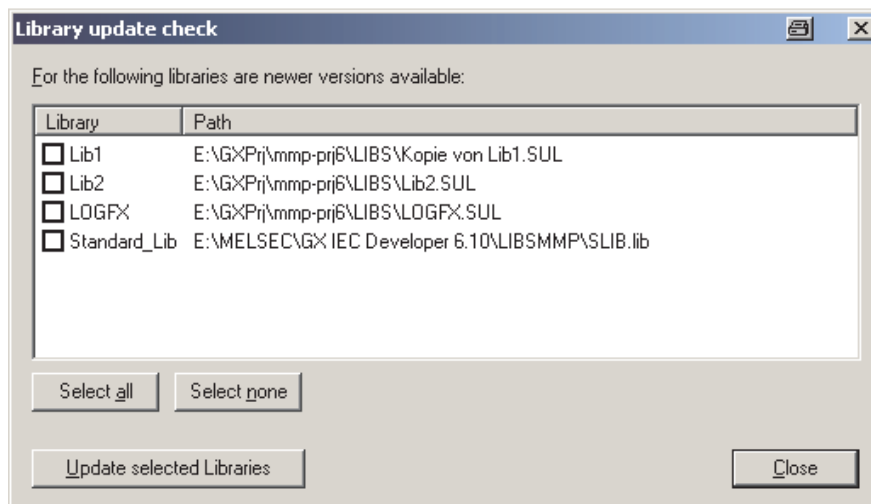 Library update check
For the following libraries are newer versions available:
Library Path
Lib1 E:\GXPrj\mmp-prj6\LIBS\Kopie von Lib1.SUL
Lib2 E:\GXPrj\mmp-prj6\LIBS\Lib2.SUL
LOGFX E:\GXPrj\mmp-prj6\LIBS\LOGFX.SUL
Standard_Lib E:\MELSEC\GX IEC Developer 6.10\LIBSMMP\SLIB.lib
Select all Select none
Update selected Libraries Close